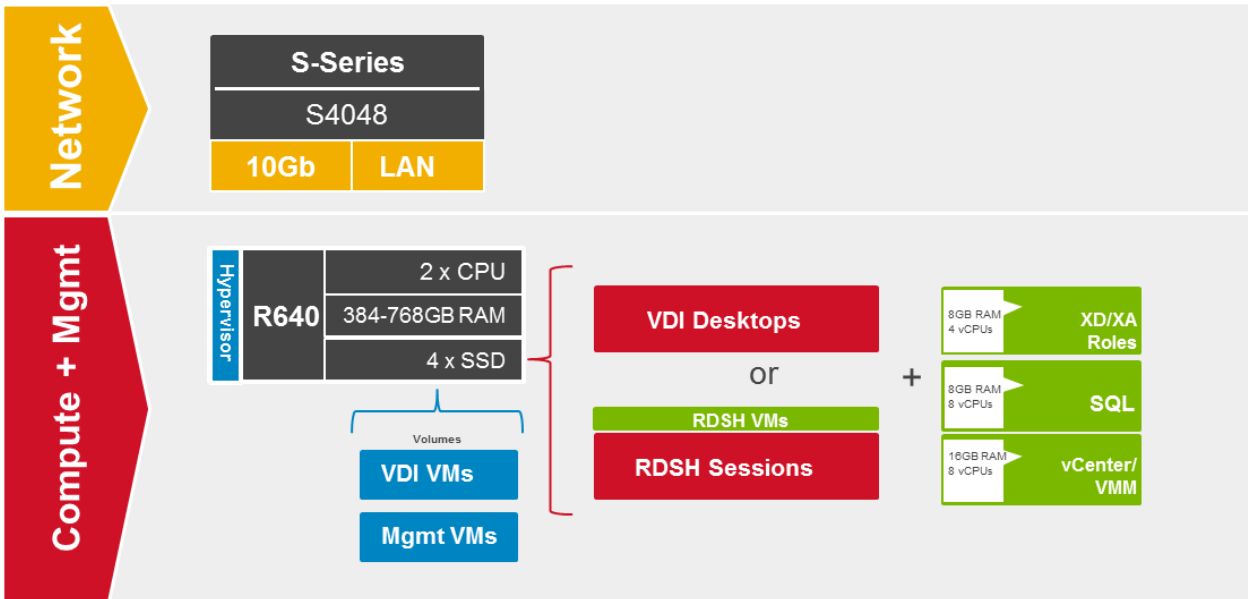 Network
S-Series
S4048
10Gb
LAN
Compute + Mgmt
Hypervisor
R640
2 x CPU
384-768GB RAM
4 x SSD
Volumes
VDI VMs
Mgmt VMs
VDI Desktops
or
RDSH VMs
RDSH Sessions
+
8GB RAM
4 vCPUs
XD/XA
Roles
8GB RAM
8 vCPUs
SQL
16GB RAM
8 vCPUs
vCenter/
VMM